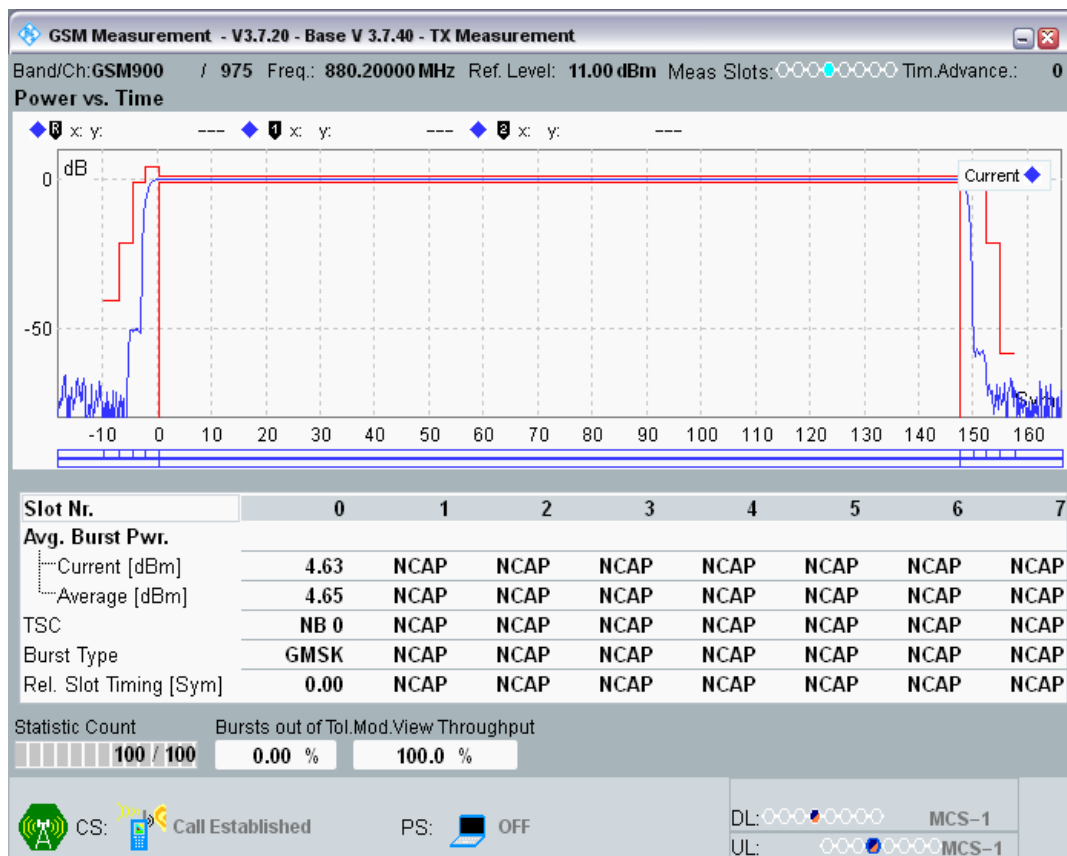 GSM Measurement - V3.7.20 - Base V 3.7.40 - TX Measurement
Band/Ch:GSM900 / 975 Freq.: 880.20000 MHz Ref. Level: 11.00 dBm Meas Slots: Tim.Advance.: 0
Power vs. Time
R x: y: --- 1 x: y: --- 2 x: y: ---
dB
Current
0
-50
Sym
-10 0 10 20 30 40 50 60 70 80 90 100 110 120 130 140 150 160
Slot Nr. 0 1 2 3 4 5 6 7
Avg. Burst Pwr.
Current [dBm] 4.63 NCAP NCAP NCAP NCAP NCAP NCAP NCAP
Average [dBm] 4.65 NCAP NCAP NCAP NCAP NCAP NCAP NCAP
TSC NB 0 NCAP NCAP NCAP NCAP NCAP NCAP NCAP
Burst Type GMSK NCAP NCAP NCAP NCAP NCAP NCAP NCAP
Rel. Slot Timing [Sym] 0.00 NCAP NCAP NCAP NCAP NCAP NCAP NCAP
Statistic Count Bursts out of Tol. Mod.View Throughput
100 / 100 0.00 % 100.0 %
CS: Call Established PS: OFF
DL: MCS-1
UL: MCS-1